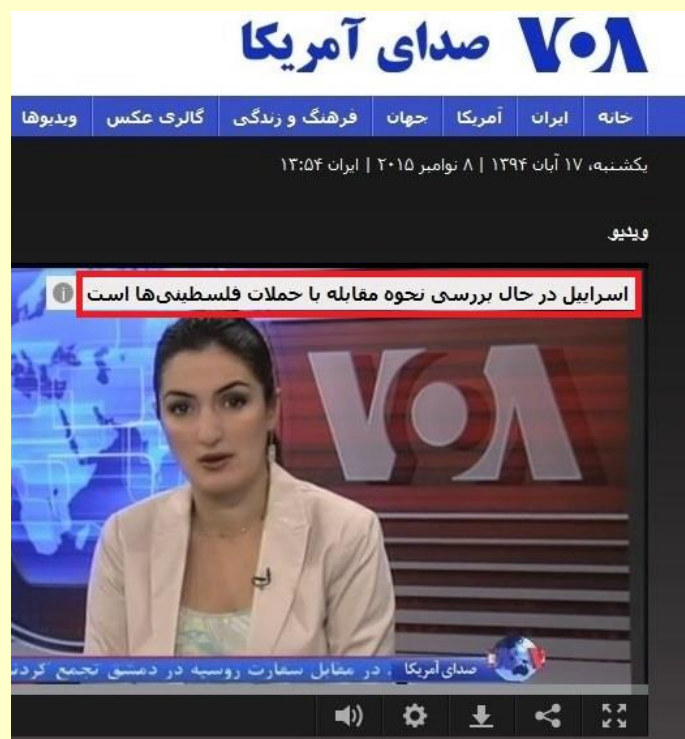 صدای آمریکا VOA
خانه ایران آمریکا جهان فرهنگ و زندگی گالری عکس ویدیوها
یکشنبه، ۱۷ آبان ۱۳۹۴ | ۸ نوامبر ۲۰۱۵ | ایران ۱۳:۵۴
ویدیو
اسراییل در حال بررسی نحوه مقابله با حملات فلسطینی‌ها است
VOA
صدای آمریکا در مقابل سفارت روسیه در دمشق تجمع کردند